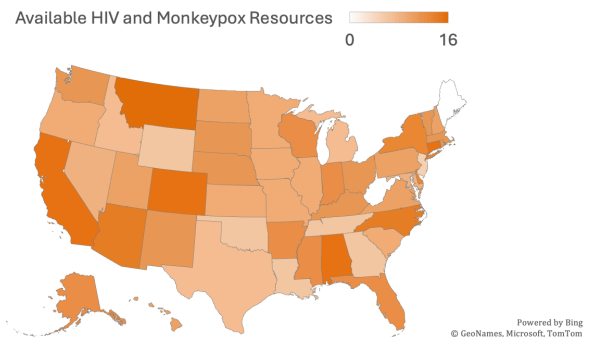 Available HIV and Monkeypox Resources
0 16
Powered by Bing
© GeoNames, Microsoft, TomTom